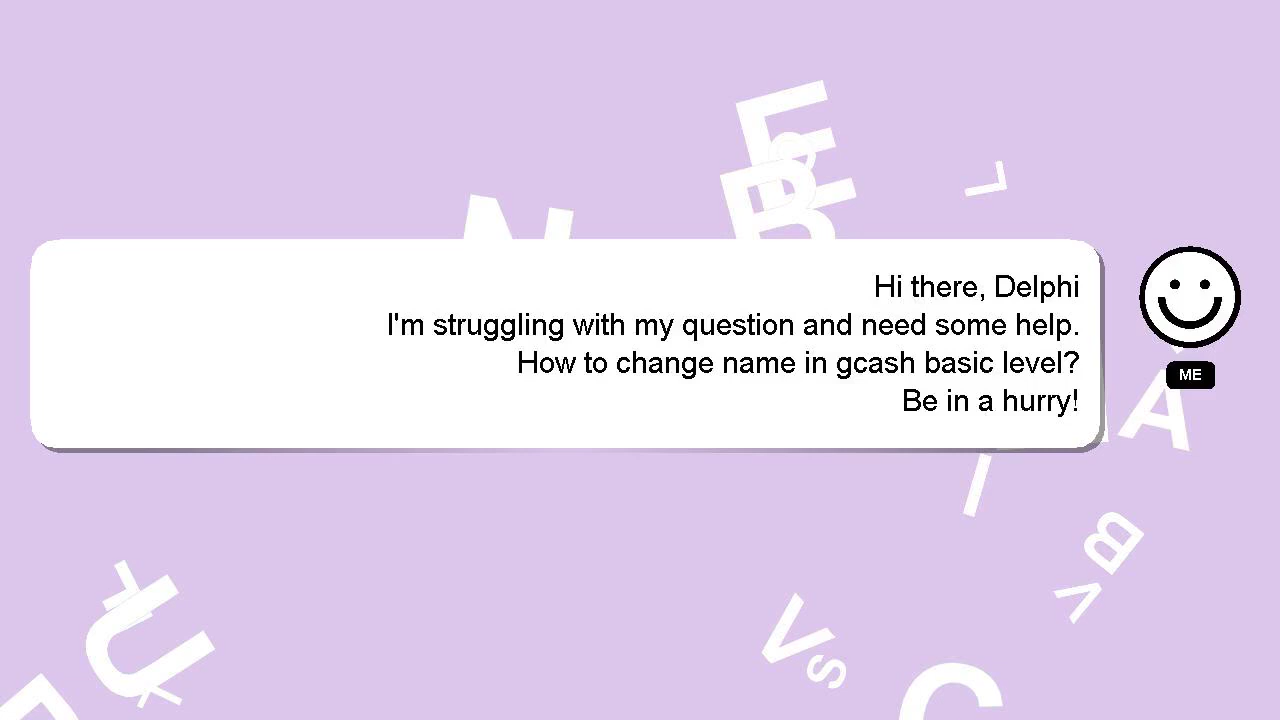 E
L
N
B
Hi there, Delphi
I'm struggling with my question and need some help.
How to change name in gcash basic level?
Be in a hurry!
ME
A
I
B
V
U
V
S
C